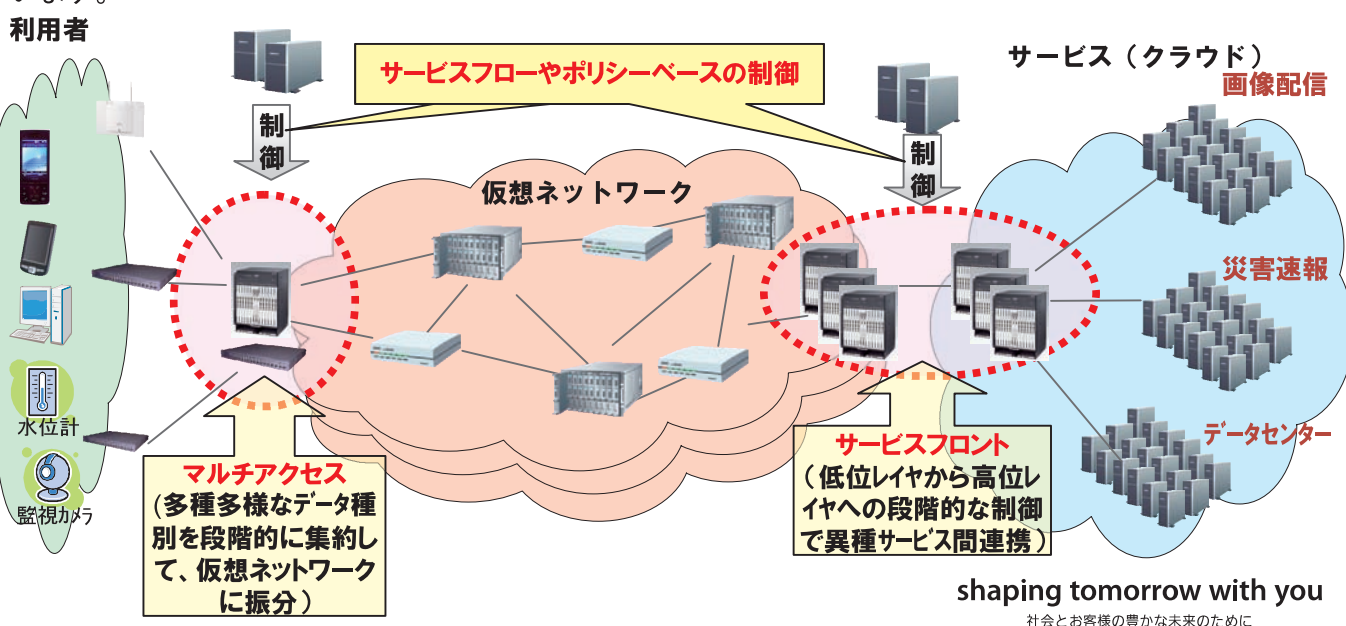 います。
利用者
サービスフローやポリシーベースの制御
サービス（クラウド）
画像配信
制
御
制
御
仮想ネットワーク
災害速報
水位計
監視カメラ
データセンター
マルチアクセス
（多種多様なデータ種
別を段階的に集約し
て、仮想ネットワーク
に振分）
サービスフロント
（低位レイヤから高位レ
イヤへの段階的な制御
で異種サービス間連携）
shaping tomorrow with you
社会とお客様の豊かな未来のために